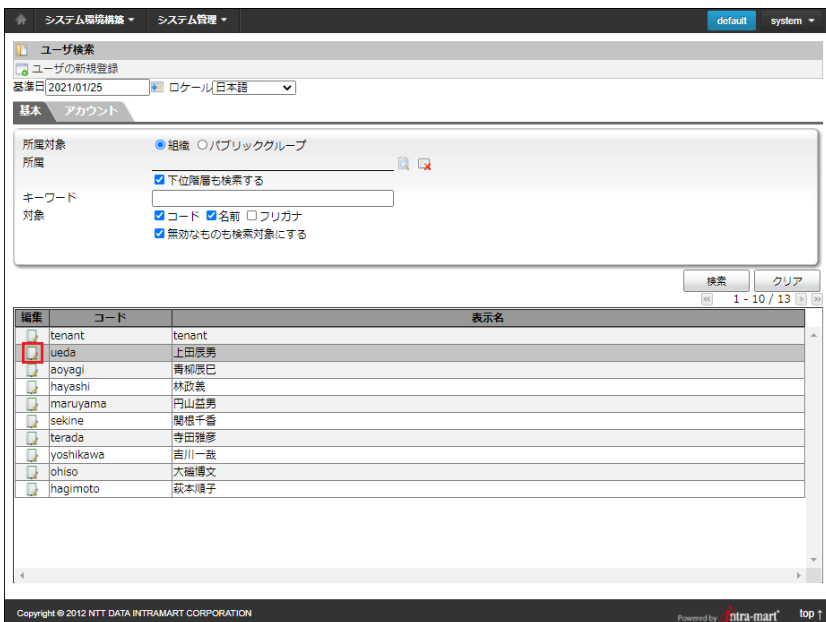 システム環境構築 ▼ システム管理 ▼ default system ▼
ユーザ検索
ユーザの新規登録
基準日 2021/01/25 ロケール 日本語
基本 アカウント
所属対象 組織 パブリックグループ
所属
下位階層も検索する
キーワード
対象 コード 名前 フリガナ
無効なものも検索対象にする
検索 クリア
1 - 10 / 13
編集 コード 表示名
tenant tenant
ueda 上田辰男
aoyagi 青柳辰巳
hayashi 林政義
maruyama 円山益男
sekine 関根千香
terada 寺田雅彦
yoshikawa 吉川一哉
ohiso 大磯博文
hagimoto 萩本順子
Copyright © 2012 NTT DATA INTRAMART CORPORATION Powered by intra-mart top ↑